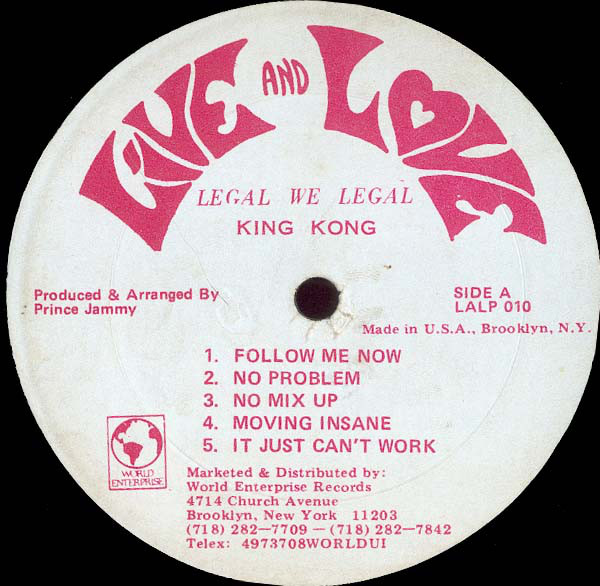 LIVE AND LOVE
LEGAL WE LEGAL
KING KONG
Produced & Arranged By
Prince Jammy
SIDE A
LALP 010
Made in U.S.A., Brooklyn, N.Y.
1. FOLLOW ME NOW
2. NO PROBLEM
3. NO MIX UP
4. MOVING INSANE
5. IT JUST CAN'T WORK
WORLD
ENTERPRISE
Marketed & Distributed by:
World Enterprise Records
4714 Church Avenue
Brooklyn, New York 11203
(718) 282—7709 — (718) 282—7842
Telex: 4973708WORLDUI